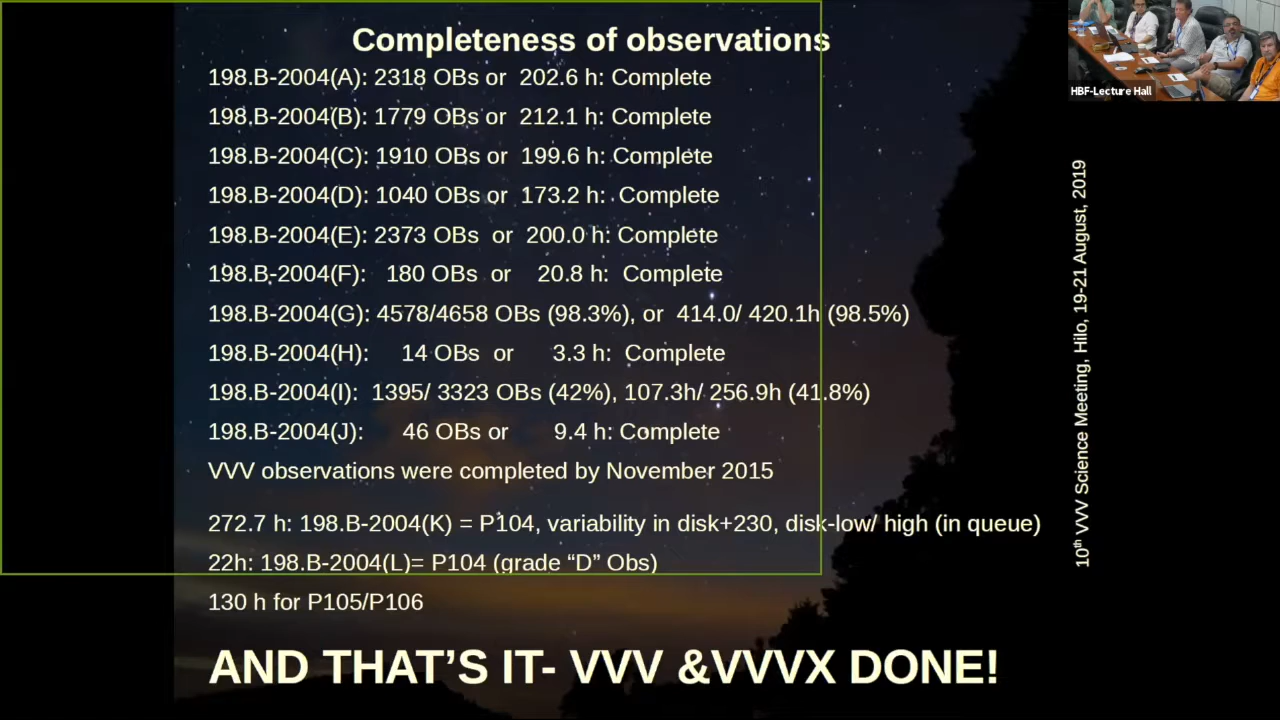 Completeness of observations
198.B-2004(A): 2318 OBs or 202.6 h: Complete
198.B-2004(B): 1779 OBs or 212.1 h: Complete
198.B-2004(C): 1910 OBs or 199.6 h: Complete
198.B-2004(D): 1040 OBs or 173.2 h: Complete
198.B-2004(E): 2373 OBs or 200.0 h: Complete
198.B-2004(F): 180 OBs or 20.8 h: Complete
198.B-2004(G): 4578/4658 OBs (98.3%), or 414.0/ 420.1h (98.5%)
198.B-2004(H): 14 OBs or 3.3 h: Complete
198.B-2004(I): 1395/ 3323 OBs (42%), 107.3h/ 256.9h (41.8%)
198.B-2004(J): 46 OBs or 9.4 h: Complete
VVV observations were completed by November 2015
272.7 h: 198.B-2004(K) = P104, variability in disk+230, disk-low/ high (in queue)
22h: 198.B-2004(L)= P104 (grade “D” Obs)
130 h for P105/P106
AND THAT’S IT- VVV &VVVX DONE!
HBF-Lecture Hall
10th VVV Science Meeting, Hilo, 19-21 August, 2019